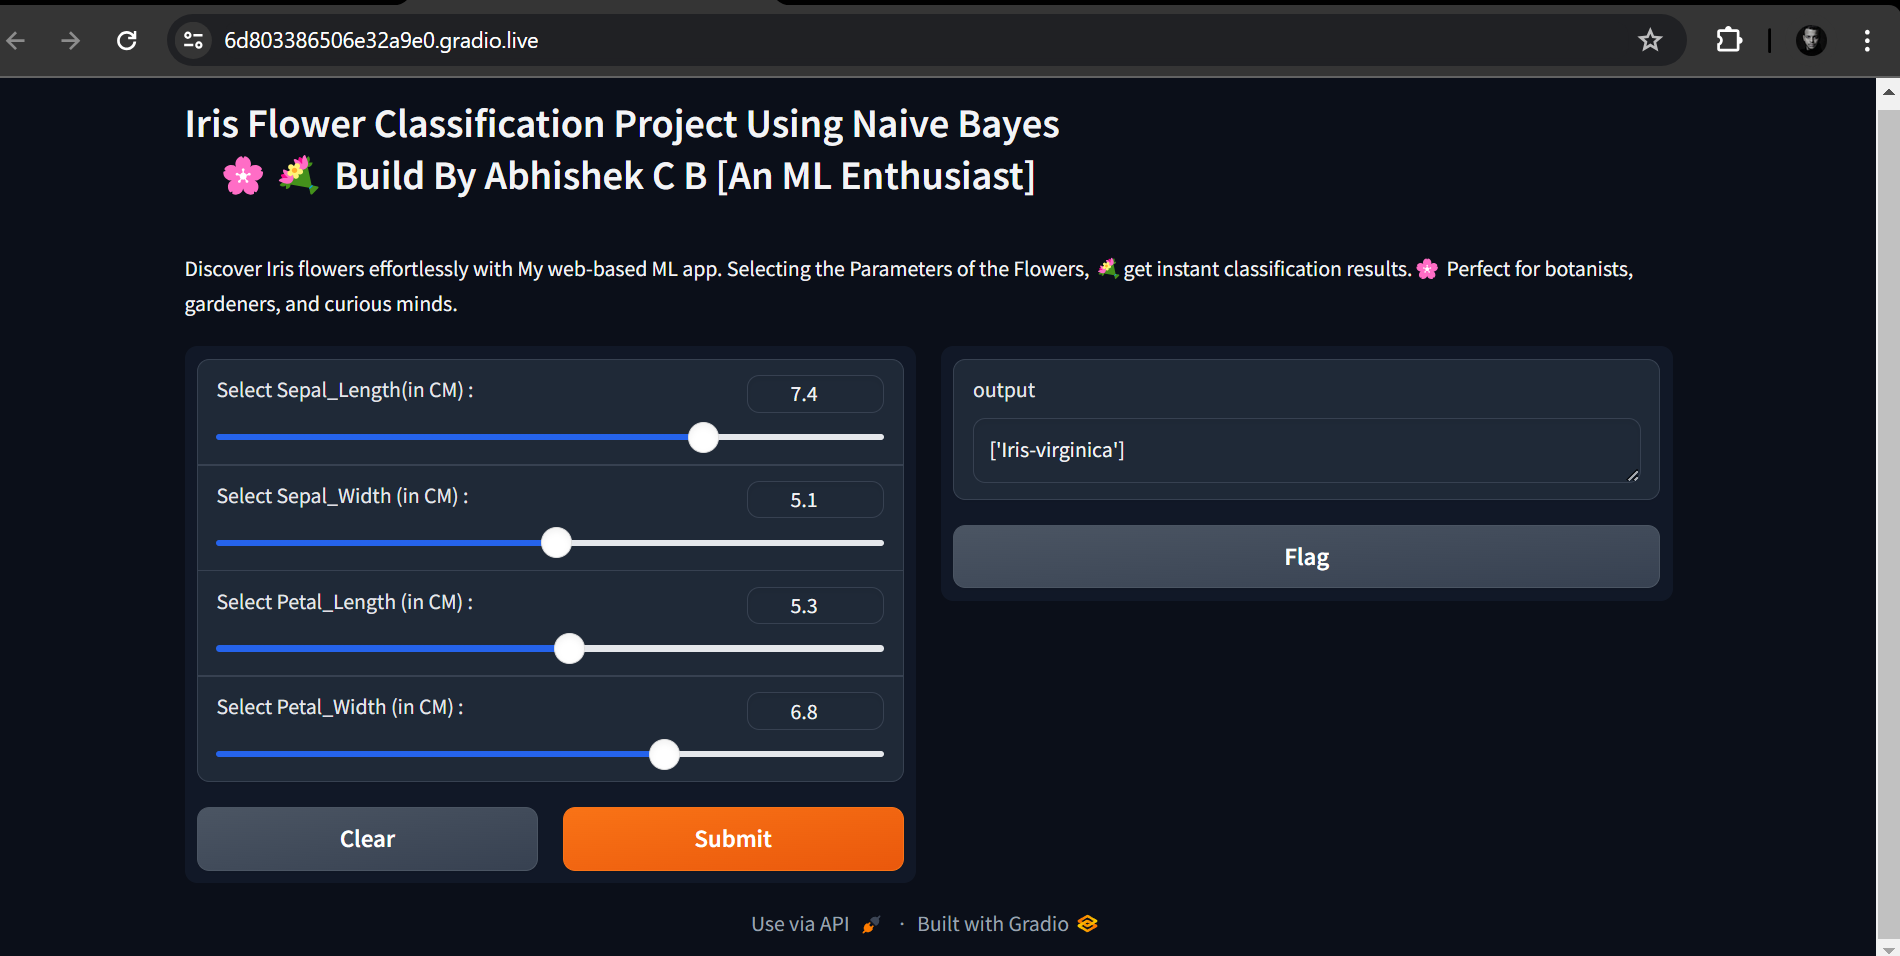 6d803386506e32a9e0.gradio.live
Iris Flower Classification Project Using Naive Bayes
🌸 💐 Build By Abhishek C B [An ML Enthusiast]
Discover Iris flowers effortlessly with My web-based ML app. Selecting the Parameters of the Flowers, 💐 get instant classification results. 🌸 Perfect for botanists,
gardeners, and curious minds.
Select Sepal_Length(in CM) :
7.4
Select Sepal_Width (in CM) :
5.1
Select Petal_Length (in CM) :
5.3
Select Petal_Width (in CM) :
6.8
Clear
Submit
output
['Iris-virginica']
Flag
Use via API · Built with Gradio